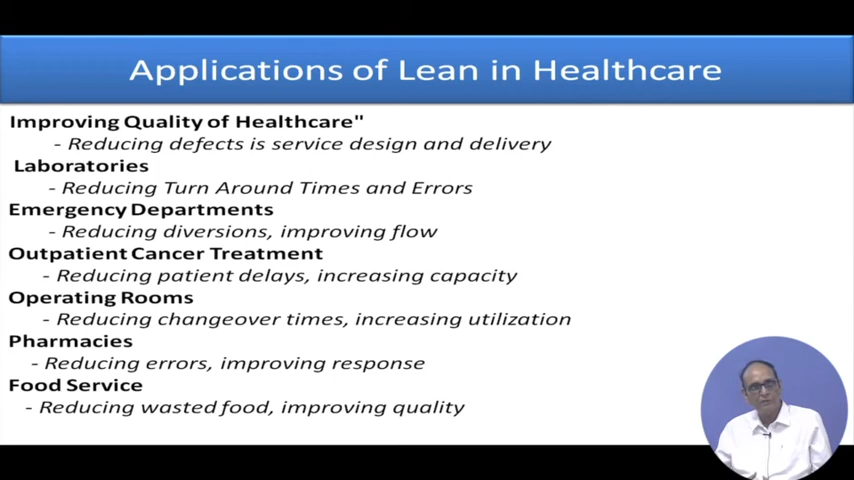 Applications of Lean in Healthcare
Improving Quality of Healthcare"
- Reducing defects is service design and delivery
Laboratories
- Reducing Turn Around Times and Errors
Emergency Departments
- Reducing diversions, improving flow
Outpatient Cancer Treatment
- Reducing patient delays, increasing capacity
Operating Rooms
- Reducing changeover times, increasing utilization
Pharmacies
- Reducing errors, improving response
Food Service
- Reducing wasted food, improving quality